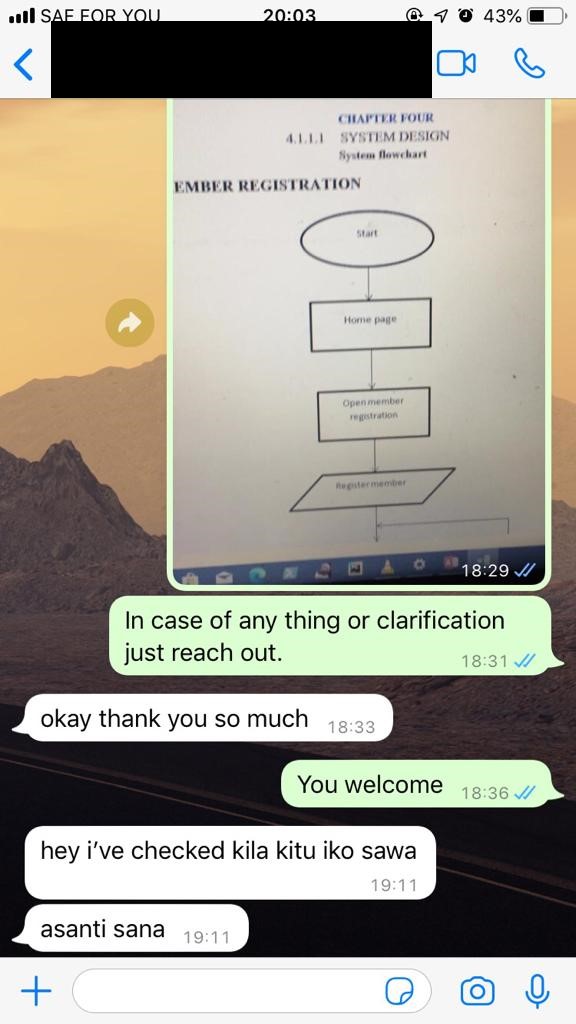 SAF FOR YOU
20:03
43%
CHAPTER FOUR
4.1.1.1 SYSTEM DESIGN
System flowchart
EMBER REGISTRATION
Start
Home page
Open member
registration
Register member
18:29
In case of any thing or clarification
just reach out.
18:31
okay thank you so much
18:33
You welcome
18:36
hey i’ve checked kila kitu iko sawa
19:11
asanti sana
19:11